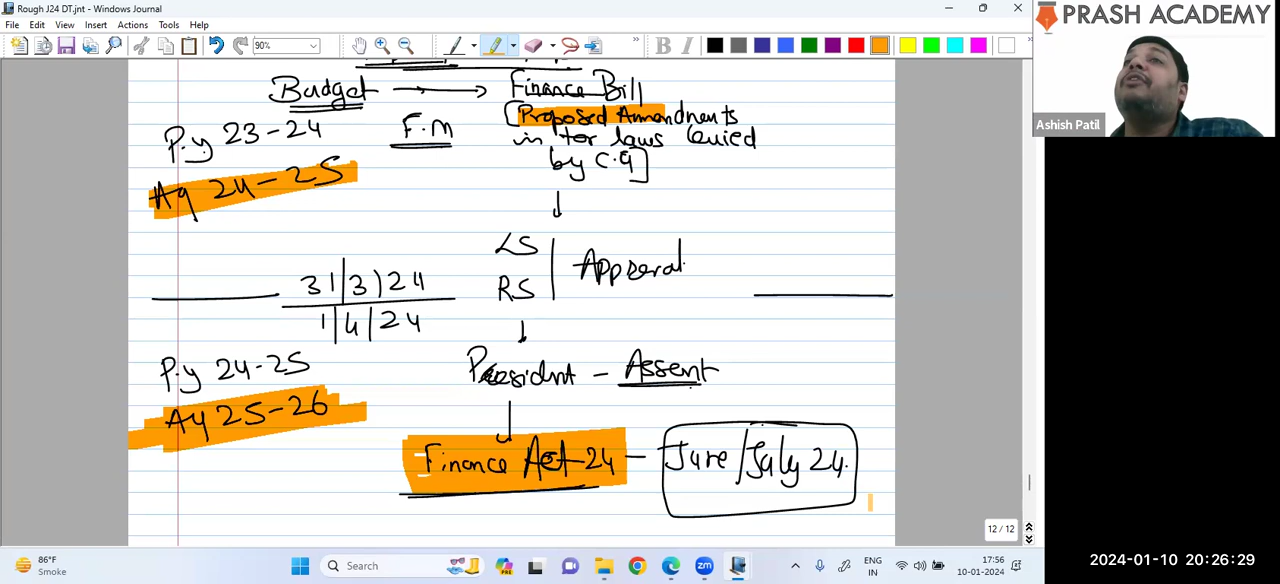 Rough J24 DT.jnt - Windows Journal
File Edit View Insert Actions Tools Help
90%
PRASH ACADEMY
Ashish Patil
Budget → Finance Bill
P.y 23-24
F.M
[Proposed Amendments
in tax laws levied
by C.G]
Ay 24-25
LS
RS
Approval
31/3/24
1/4/24
P.y 24-25
President - Assent
Ay 25-26
Finance Act 24 - June/July 24.
12/12
86°F
Smoke
Search
ENG
IN
17:56
10-01-2024
2024-01-10 20:26:29